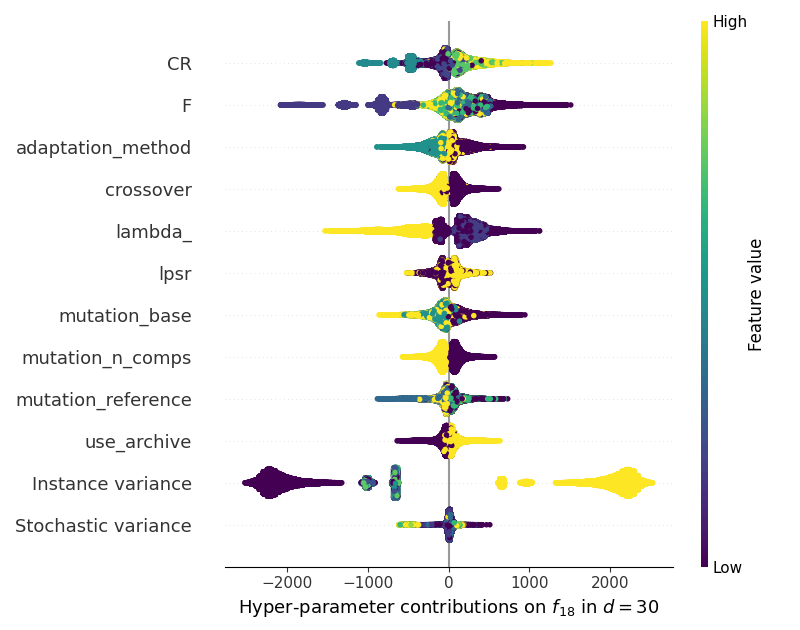 High
CR
F
adaptation_method
crossover
lambda_
lpsr
mutation_base
mutation_n_comps
mutation_reference
use_archive
Instance variance
Stochastic variance
Feature value
Low
−2000 −1000 0 1000 2000
Hyper-parameter contributions on f₁₈ in d = 30